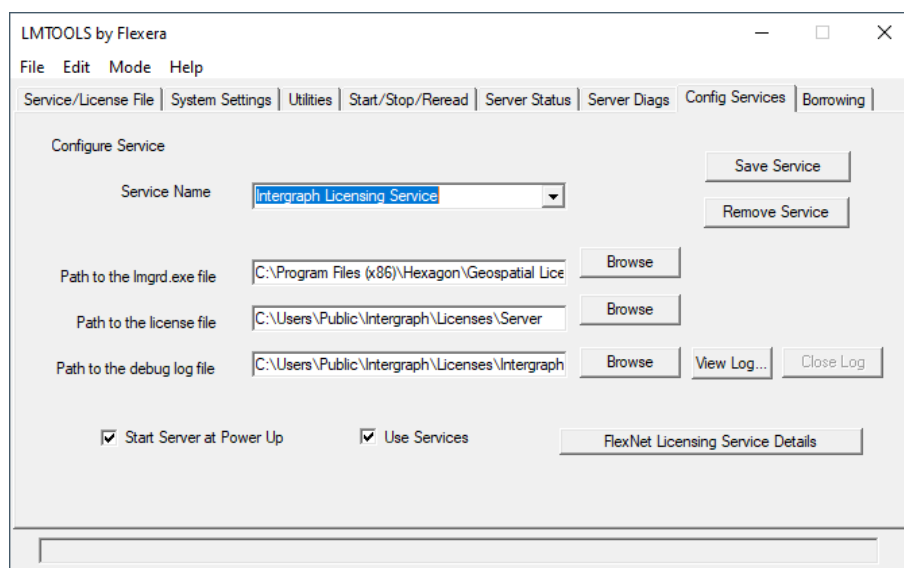 LMTOOLS by Flexera
File Edit Mode Help
Service/License File System Settings Utilities Start/Stop/Reread Server Status Server Diags Config Services Borrowing
Configure Service
Save Service
Service Name Intergraph Licensing Service
Remove Service
Path to the lmgrd.exe file C:\Program Files (x86)\Hexagon\Geospatial Lice Browse
Path to the license file C:\Users\Public\Intergraph\Licenses\Server Browse
Path to the debug log file C:\Users\Public\Intergraph\Licenses\Intergraph Browse View Log... Close Log
Start Server at Power Up Use Services FlexNet Licensing Service Details